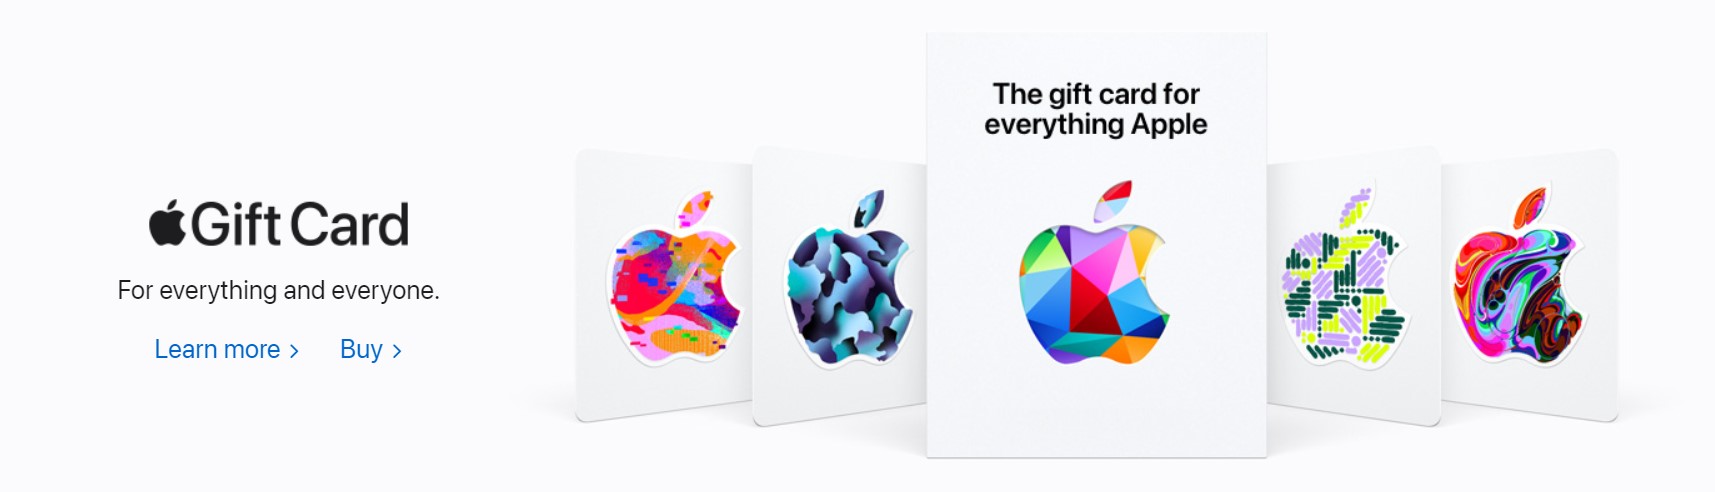 Gift Card
For everything and everyone.
Learn more >
Buy >
The gift card for
everything Apple